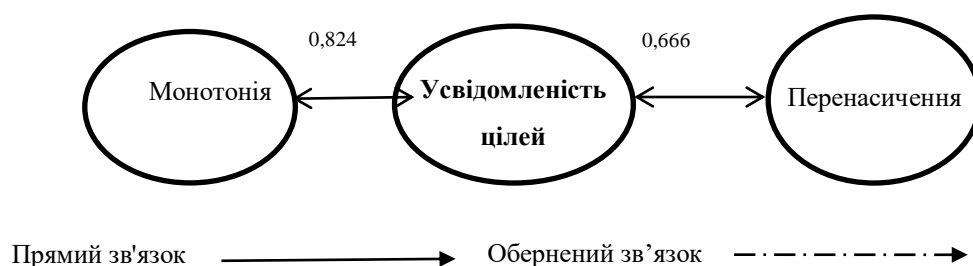 0,824
0,666
Монотонія
Усвідомленість
цілей
Перенасичення
Прямий зв'язок
Обернений зв’язок